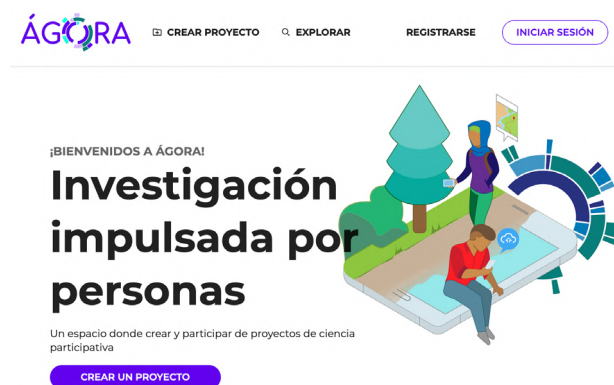 ÁGORA
CREAR PROYECTO
EXPLORAR
REGISTRARSE
INICIAR SESIÓN
¡BIENVENIDOS A ÁGORA!
Investigación
impulsada por
personas
Un espacio donde crear y participar de proyectos de ciencia
participativa
CREAR UN PROYECTO